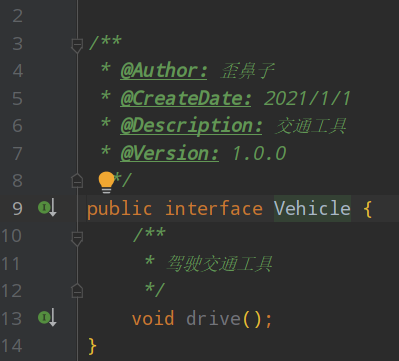 2
3 /**
4 * @Author: 歪鼻子
5 * @CreateDate: 2021/1/1
6 * @Description: 交通工具
7 * @Version: 1.0.0
8 */
9 public interface Vehicle {
10 /**
11 * 驾驶交通工具
12 */
13 void drive();
14 }